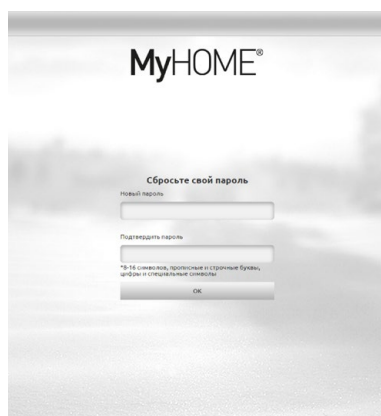 MyHOME®
Сбросьте свой пароль
Новый пароль
Подтвердить пароль
*8-16 символов, прописные и строчные буквы,
цифры и специальные символы
OK